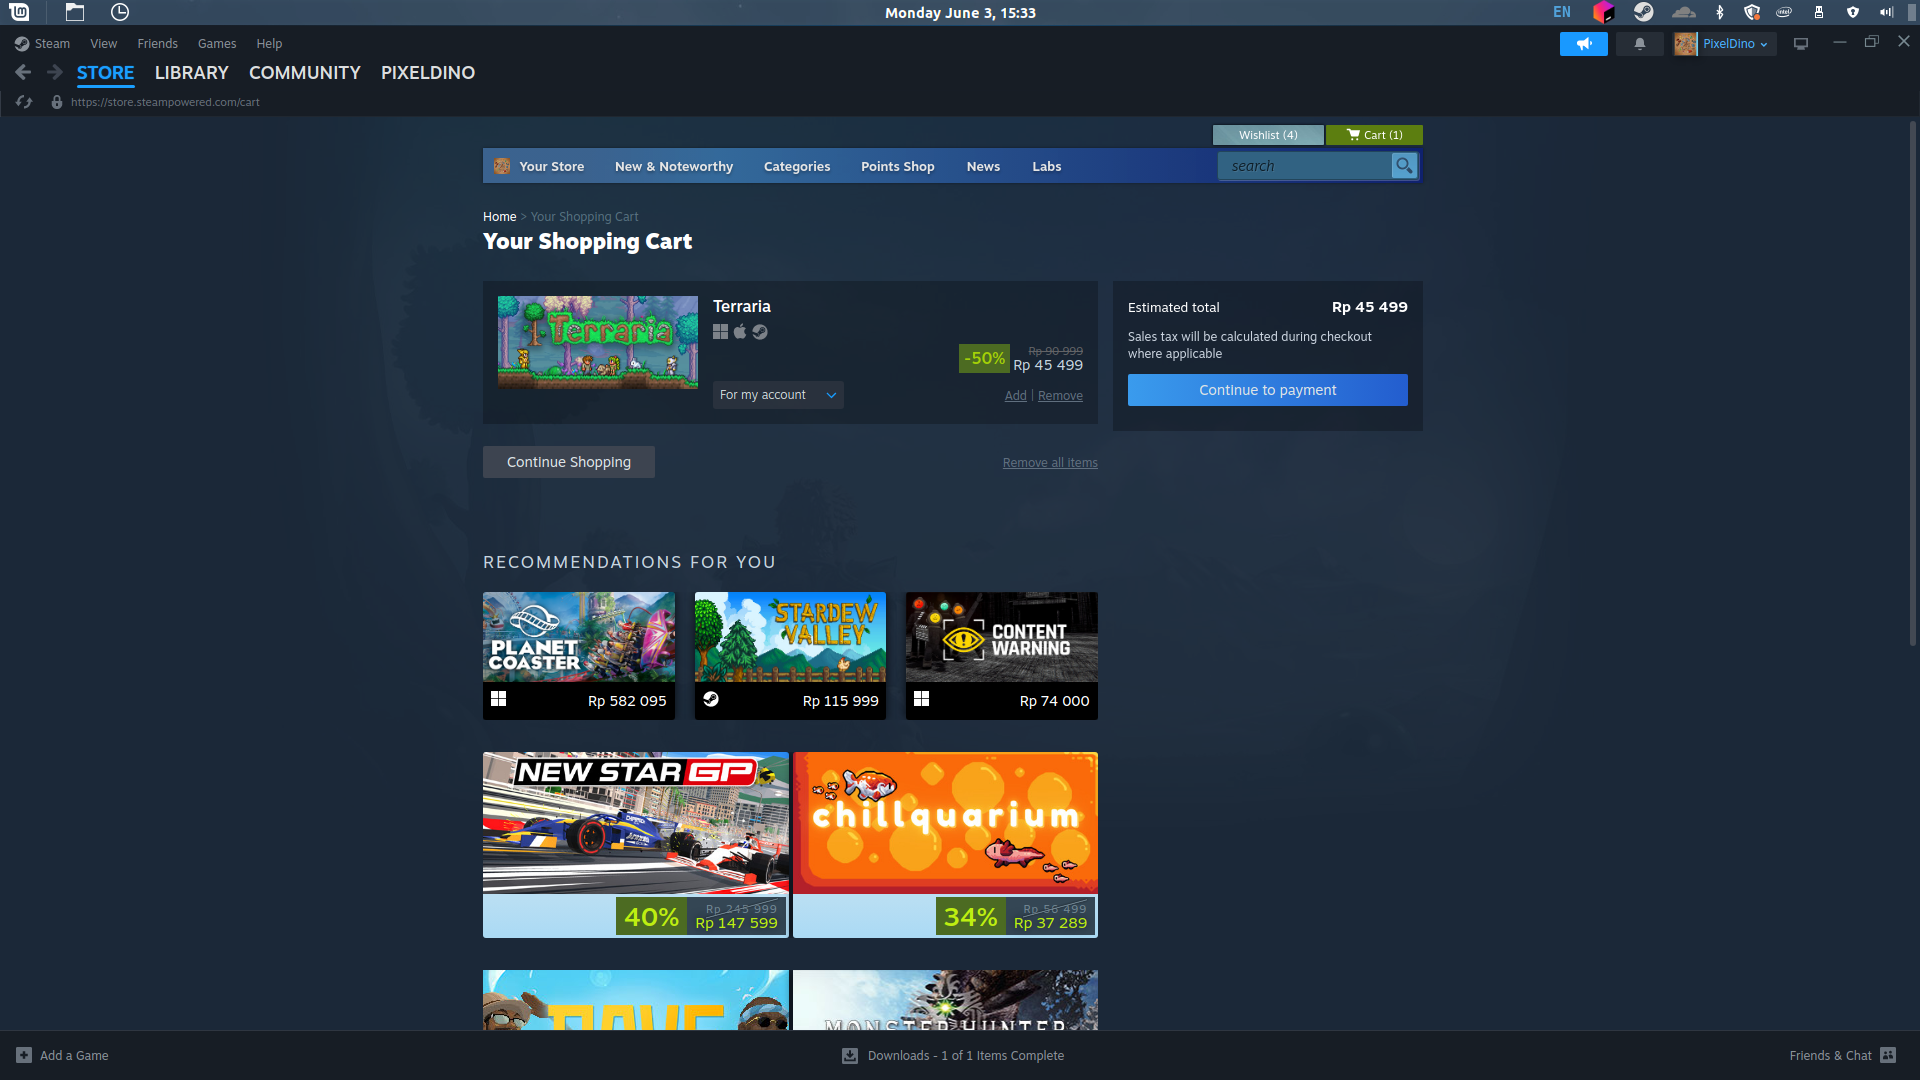 Monday June 3, 15:33
EN
Steam View Friends Games Help
PixelDino
STORE LIBRARY COMMUNITY PIXELDINO
https://store.steampowered.com/cart
Wishlist (4)
Cart (1)
Your Store New & Noteworthy Categories Points Shop News Labs
search
Home > Your Shopping Cart
Your Shopping Cart
Terraria
Terraria
-50%
Rp 90 999
Rp 45 499
For my account
Add | Remove
Estimated total Rp 45 499
Sales tax will be calculated during checkout
where applicable
Continue to payment
Continue Shopping
Remove all items
RECOMMENDATIONS FOR YOU
PLANET
COASTER
Rp 582 095
STARDEW
VALLEY
Rp 115 999
CONTENT
WARNING
Rp 74 000
NEW STAR GP
40%
Rp 245 999
Rp 147 599
chillquarium
34%
Rp 56 499
Rp 37 289
DAVE
MONSTER HUNTER
Add a Game
Downloads - 1 of 1 Items Complete
Friends & Chat